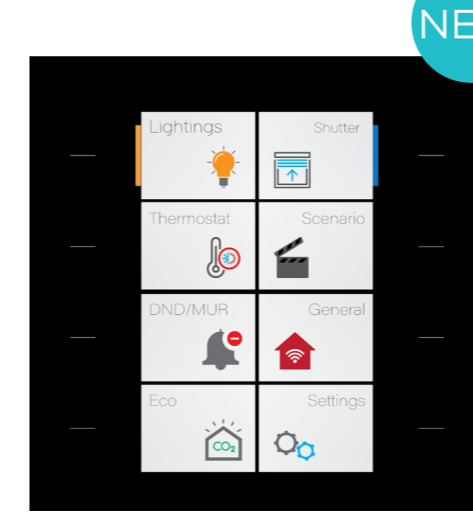 NE
Lightings
Shutter
Thermostat
Scenario
DND/MUR
General
Eco
CO₂
Settings